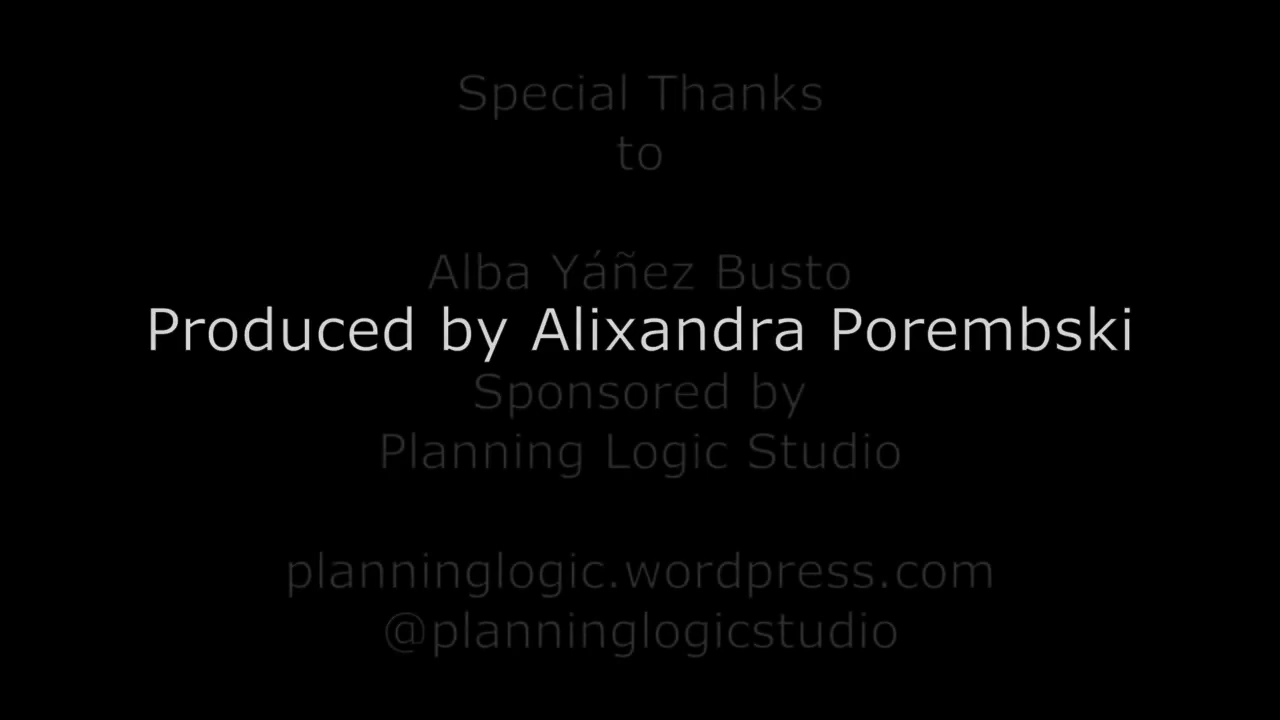 Special Thanks
to
Alba Yáñez Busto
Produced by Alixandra Porembski
Sponsored by
Planning Logic Studio
planninglogic.wordpress.com
@planninglogicstudio